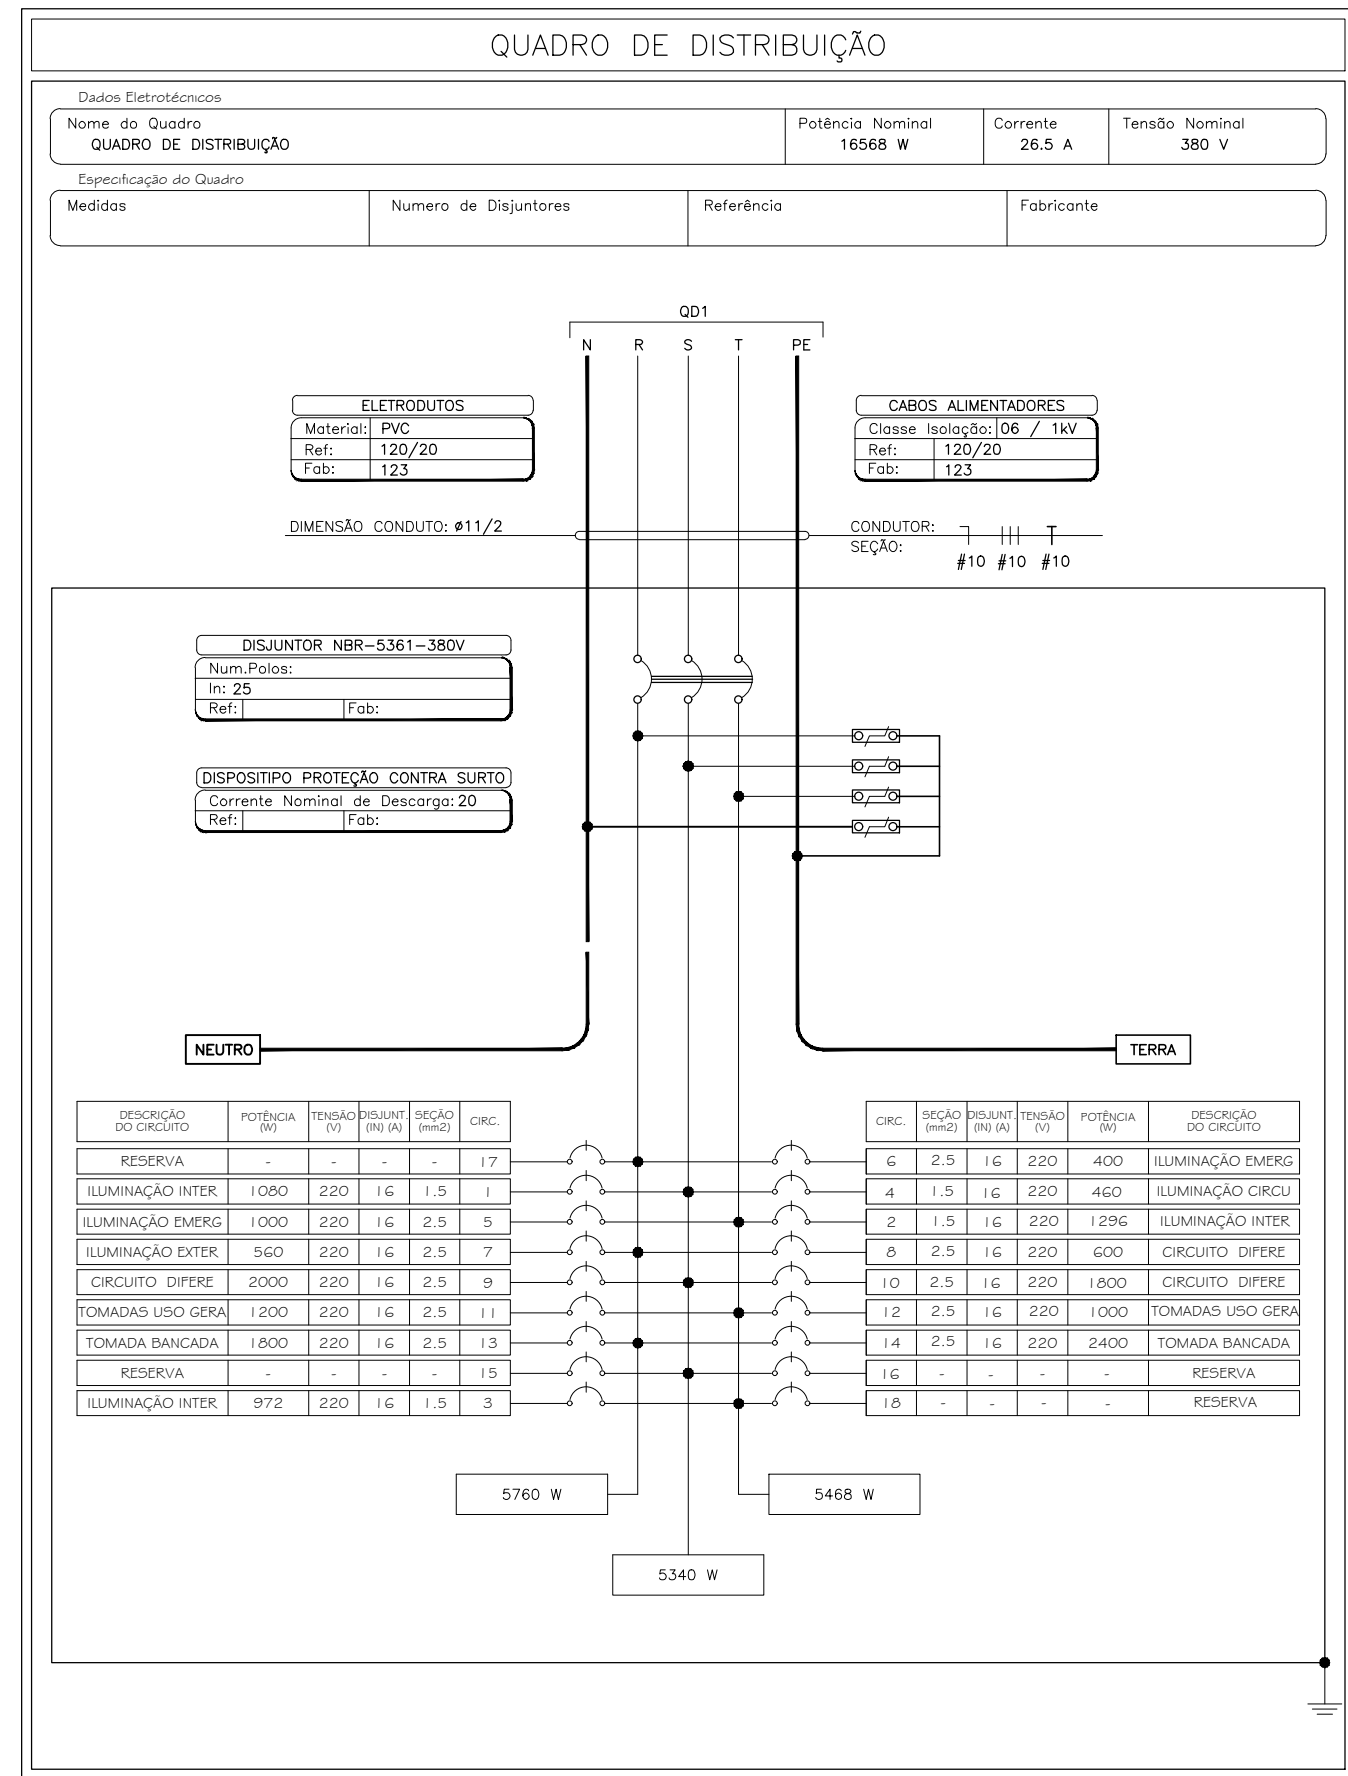 QUADRO DE DISTRIBUIÇÃO
Dados Eletrotécnicos
Nome do Quadro Potência Nominal Corrente Tensão Nominal
QUADRO DE DISTRIBUIÇÃO 16568 W 26.5 A 380 V
Especificação do Quadro
Medidas Numero de Disjuntores Referência Fabricante
QD1
N R S T PE
ELETRODUTOS
Material: PVC
Ref: 120/20
Fab: 123
CABOS ALIMENTADORES
Classe Isolação: 06 / 1kV
Ref: 120/20
Fab: 123
DIMENSÃO CONDUTO: ø11/2
CONDUTOR:
SEÇÃO:
#10 #10 #10
DISJUNTOR NBR-5361-380V
Num.Polos:
In: 25
Ref: Fab:
DISPOSITIPO PROTEÇÃO CONTRA SURTO
Corrente Nominal de Descarga: 20
Ref: Fab:
NEUTRO
TERRA
DESCRIÇÃO DO CIRCUITO POTÊNCIA (W) TENSÃO (V) DISJUNT. (IN) (A) SEÇÃO (mm2) CIRC.
RESERVA - - - - 17
ILUMINAÇÃO INTER 1080 220 16 1.5 1
ILUMINAÇÃO EMERG 1000 220 16 2.5 5
ILUMINAÇÃO EXTER 560 220 16 2.5 7
CIRCUITO DIFERE 2000 220 16 2.5 9
TOMADAS USO GERA 1200 220 16 2.5 11
TOMADA BANCADA 1800 220 16 2.5 13
RESERVA - - - - 15
ILUMINAÇÃO INTER 972 220 16 1.5 3
CIRC. SEÇÃO (mm2) DISJUNT. (IN) (A) TENSÃO (V) POTÊNCIA (W) DESCRIÇÃO DO CIRCUITO
6 2.5 16 220 400 ILUMINAÇÃO EMERG
4 1.5 16 220 460 ILUMINAÇÃO CIRCU
2 1.5 16 220 1296 ILUMINAÇÃO INTER
8 2.5 16 220 600 CIRCUITO DIFERE
10 2.5 16 220 1800 CIRCUITO DIFERE
12 2.5 16 220 1000 TOMADAS USO GERA
14 2.5 16 220 2400 TOMADA BANCADA
16 - - - - RESERVA
18 - - - - RESERVA
5760 W
5468 W
5340 W